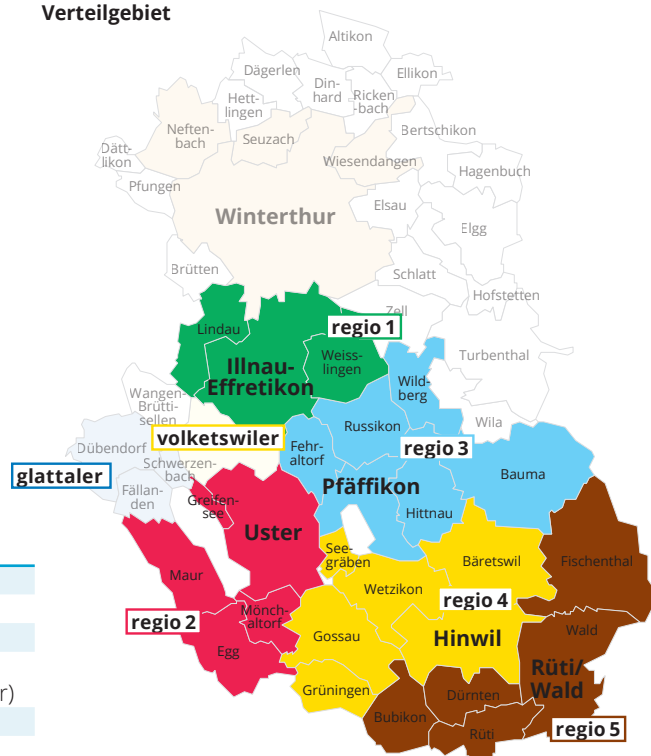 Verteilgebiet
Altikon
Dägerlen
Ellikon
Din-
hard
Ricken
-bach
Hett-
lingen
Bertschikon
Neften-
bach
Seuzach
Dätt-
likon
Wiesendangen
Hagenbuch
Pfungen
Elsau
Winterthur
Elgg
Brütten
Schlatt
Hofstetten
Zell
Lindau
regio 1
Weiss-
lingen
Turbenthal
Illnau-
Effretikon
Wild-
berg
Wangen-
Brütti-
sellen
Russikon
Wila
volketswiler
Dübendorf
Fehr-
altorf
regio 3
Schwerzen-
bach
glattaler
Bauma
Pfäffikon
Fällan-
den
Greifen-
see
Hittnau
Uster
See-
gräben
Bäretswil
Fischenthal
Maur
Wetzikon
regio 4
Mönch-
altorf
regio 2
Gossau
Hinwil
Wald
Egg
Rüti/
Wald
r)
Grüningen
Dürnten
Bubikon
Rüti
regio 5